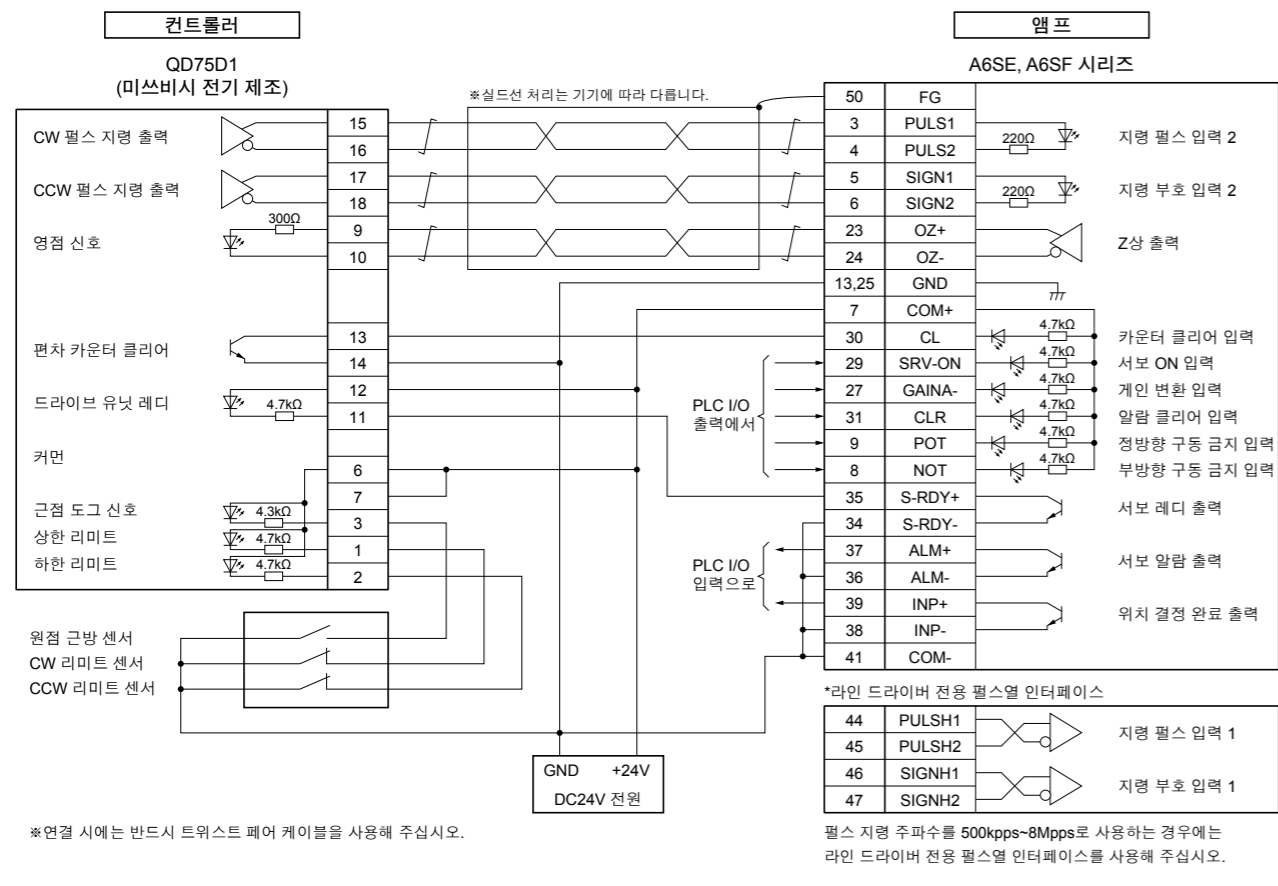 컨트롤러
앰프
QD75D1
(미쓰비시 전기 제조)
A6SE, A6SF 시리즈
※실드선 처리는 기기에 따라 다릅니다.
CW 펄스 지령 출력
CCW 펄스 지령 출력
300Ω
영점 신호
편차 카운터 클리어
드라이브 유닛 레디
4.7kΩ
커먼
근점 도그 신호
4.3kΩ
상한 리미트
4.7kΩ
하한 리미트
4.7kΩ
15
16
17
18
9
10
13
14
12
11
6
7
3
1
2
원점 근방 센서
CW 리미트 센서
CCW 리미트 센서
GND +24V
DC24V 전원
※연결 시에는 반드시 트위스트 페어 케이블을 사용해 주십시오.
PLC I/O
출력에서
PLC I/O
입력으로
50 FG
3 PULS1
4 PULS2
220Ω
지령 펄스 입력 2
5 SIGN1
6 SIGN2
220Ω
지령 부호 입력 2
23 OZ+
24 OZ-
Z상 출력
13,25 GND
7 COM+
30 CL 4.7kΩ 카운터 클리어 입력
29 SRV-ON 4.7kΩ 서보 ON 입력
27 GAINA- 4.7kΩ 게인 변환 입력
31 CLR 4.7kΩ 알람 클리어 입력
9 POT 4.7kΩ 정방향 구동 금지 입력
8 NOT 4.7kΩ 부방향 구동 금지 입력
35 S-RDY+
34 S-RDY-
서보 레디 출력
37 ALM+
36 ALM-
서보 알람 출력
39 INP+
38 INP-
위치 결정 완료 출력
41 COM-
*라인 드라이버 전용 펄스열 인터페이스
44 PULSH1
45 PULSH2
지령 펄스 입력 1
46 SIGNH1
47 SIGNH2
지령 부호 입력 1
펄스 지령 주파수를 500kpps~8Mpps로 사용하는 경우에는
라인 드라이버 전용 펄스열 인터페이스를 사용해 주십시오.